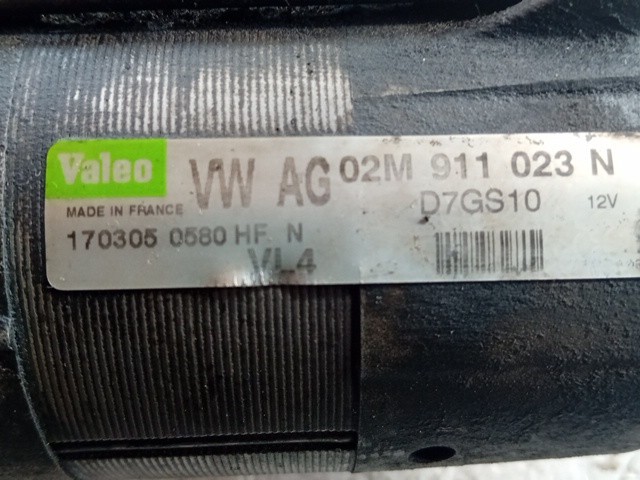 Valeo VW AG 02M 911 023 N
MADE IN FRANCE D7GS10 12V
170305 0580 HF N
VL4